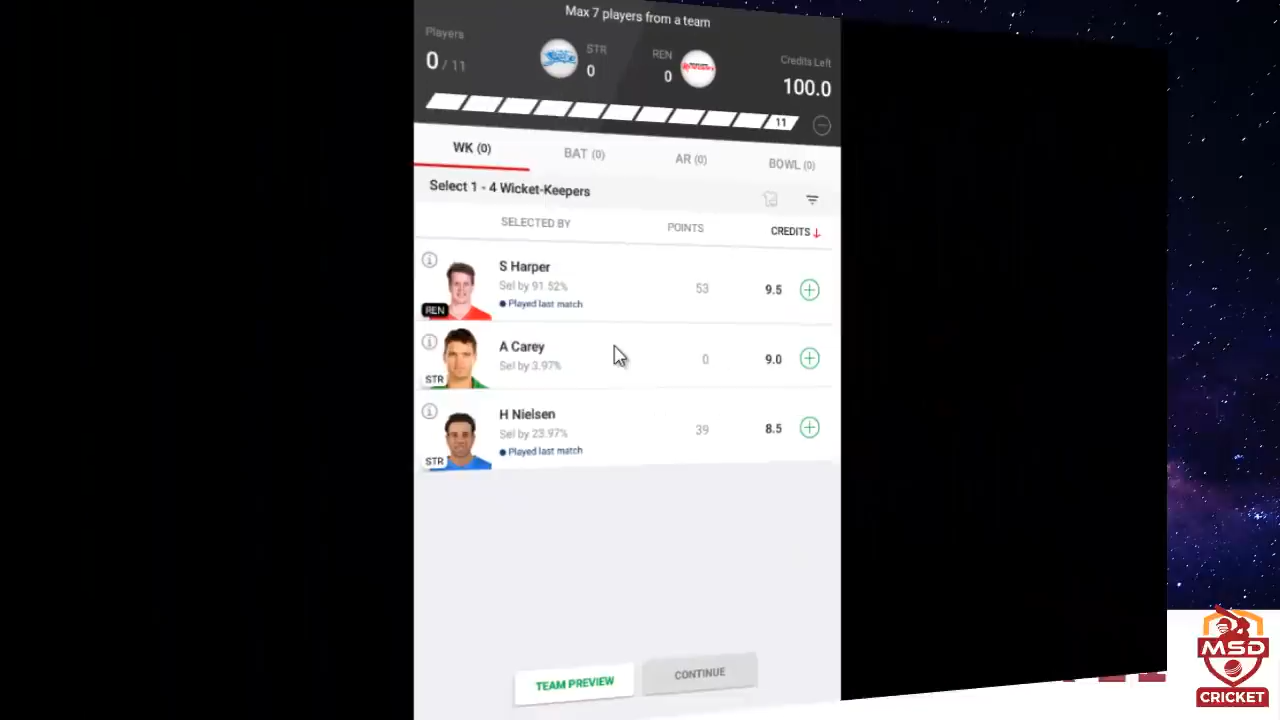 Max 7 players from a team
Players
0 / 11
STR
0
REN
0
Credits Left
100.0
11
WK (0)
BAT (0)
AR (0)
BOWL (0)
Select 1 - 4 Wicket-Keepers
SELECTED BY
POINTS
CREDITS
S Harper
Sel by 91.52%
Played last match
REN
53
9.5
A Carey
Sel by 3.97%
STR
0
9.0
H Nielsen
Sel by 23.97%
Played last match
STR
39
8.5
TEAM PREVIEW
CONTINUE
MSD
CRICKET